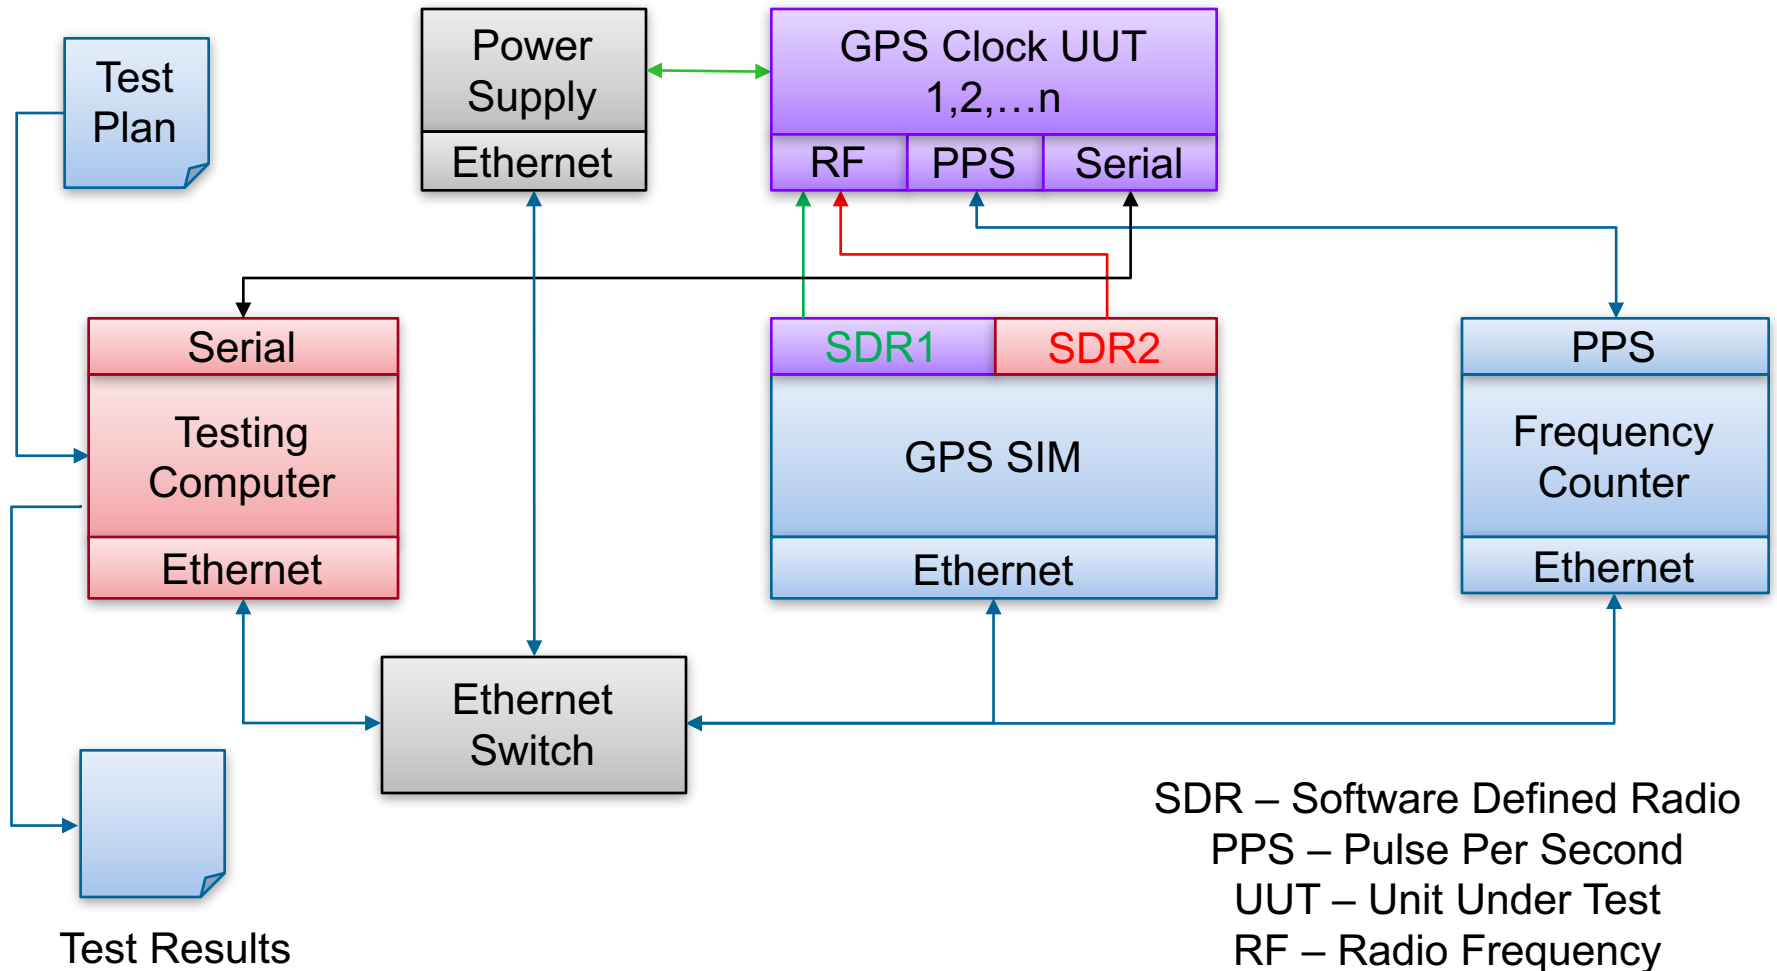 Test
Plan
Power
Supply
Ethernet
GPS Clock UUT
1,2,…n
RF
PPS
Serial
Serial
Testing
Computer
Ethernet
SDR1
SDR2
GPS SIM
Ethernet
PPS
Frequency
Counter
Ethernet
Ethernet
Switch
Test Results
SDR – Software Defined Radio
PPS – Pulse Per Second
UUT – Unit Under Test
RF – Radio Frequency